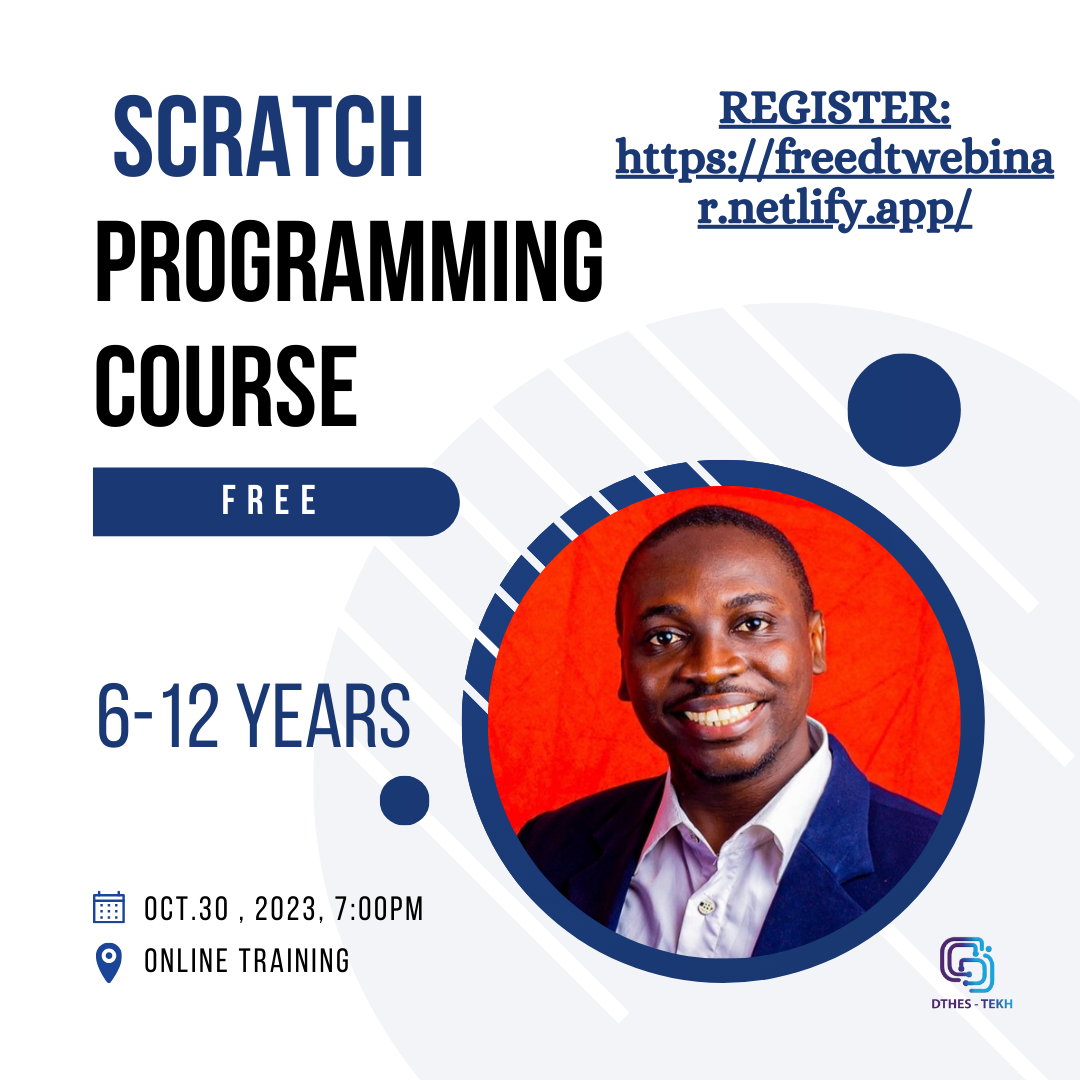 SCRATCH
PROGRAMMING
COURSE
REGISTER:
https://freedtwebina
r.netlify.app/
FREE
6-12 YEARS
OCT.30 , 2023, 7:00PM
ONLINE TRAINING
DTHES - TEKH